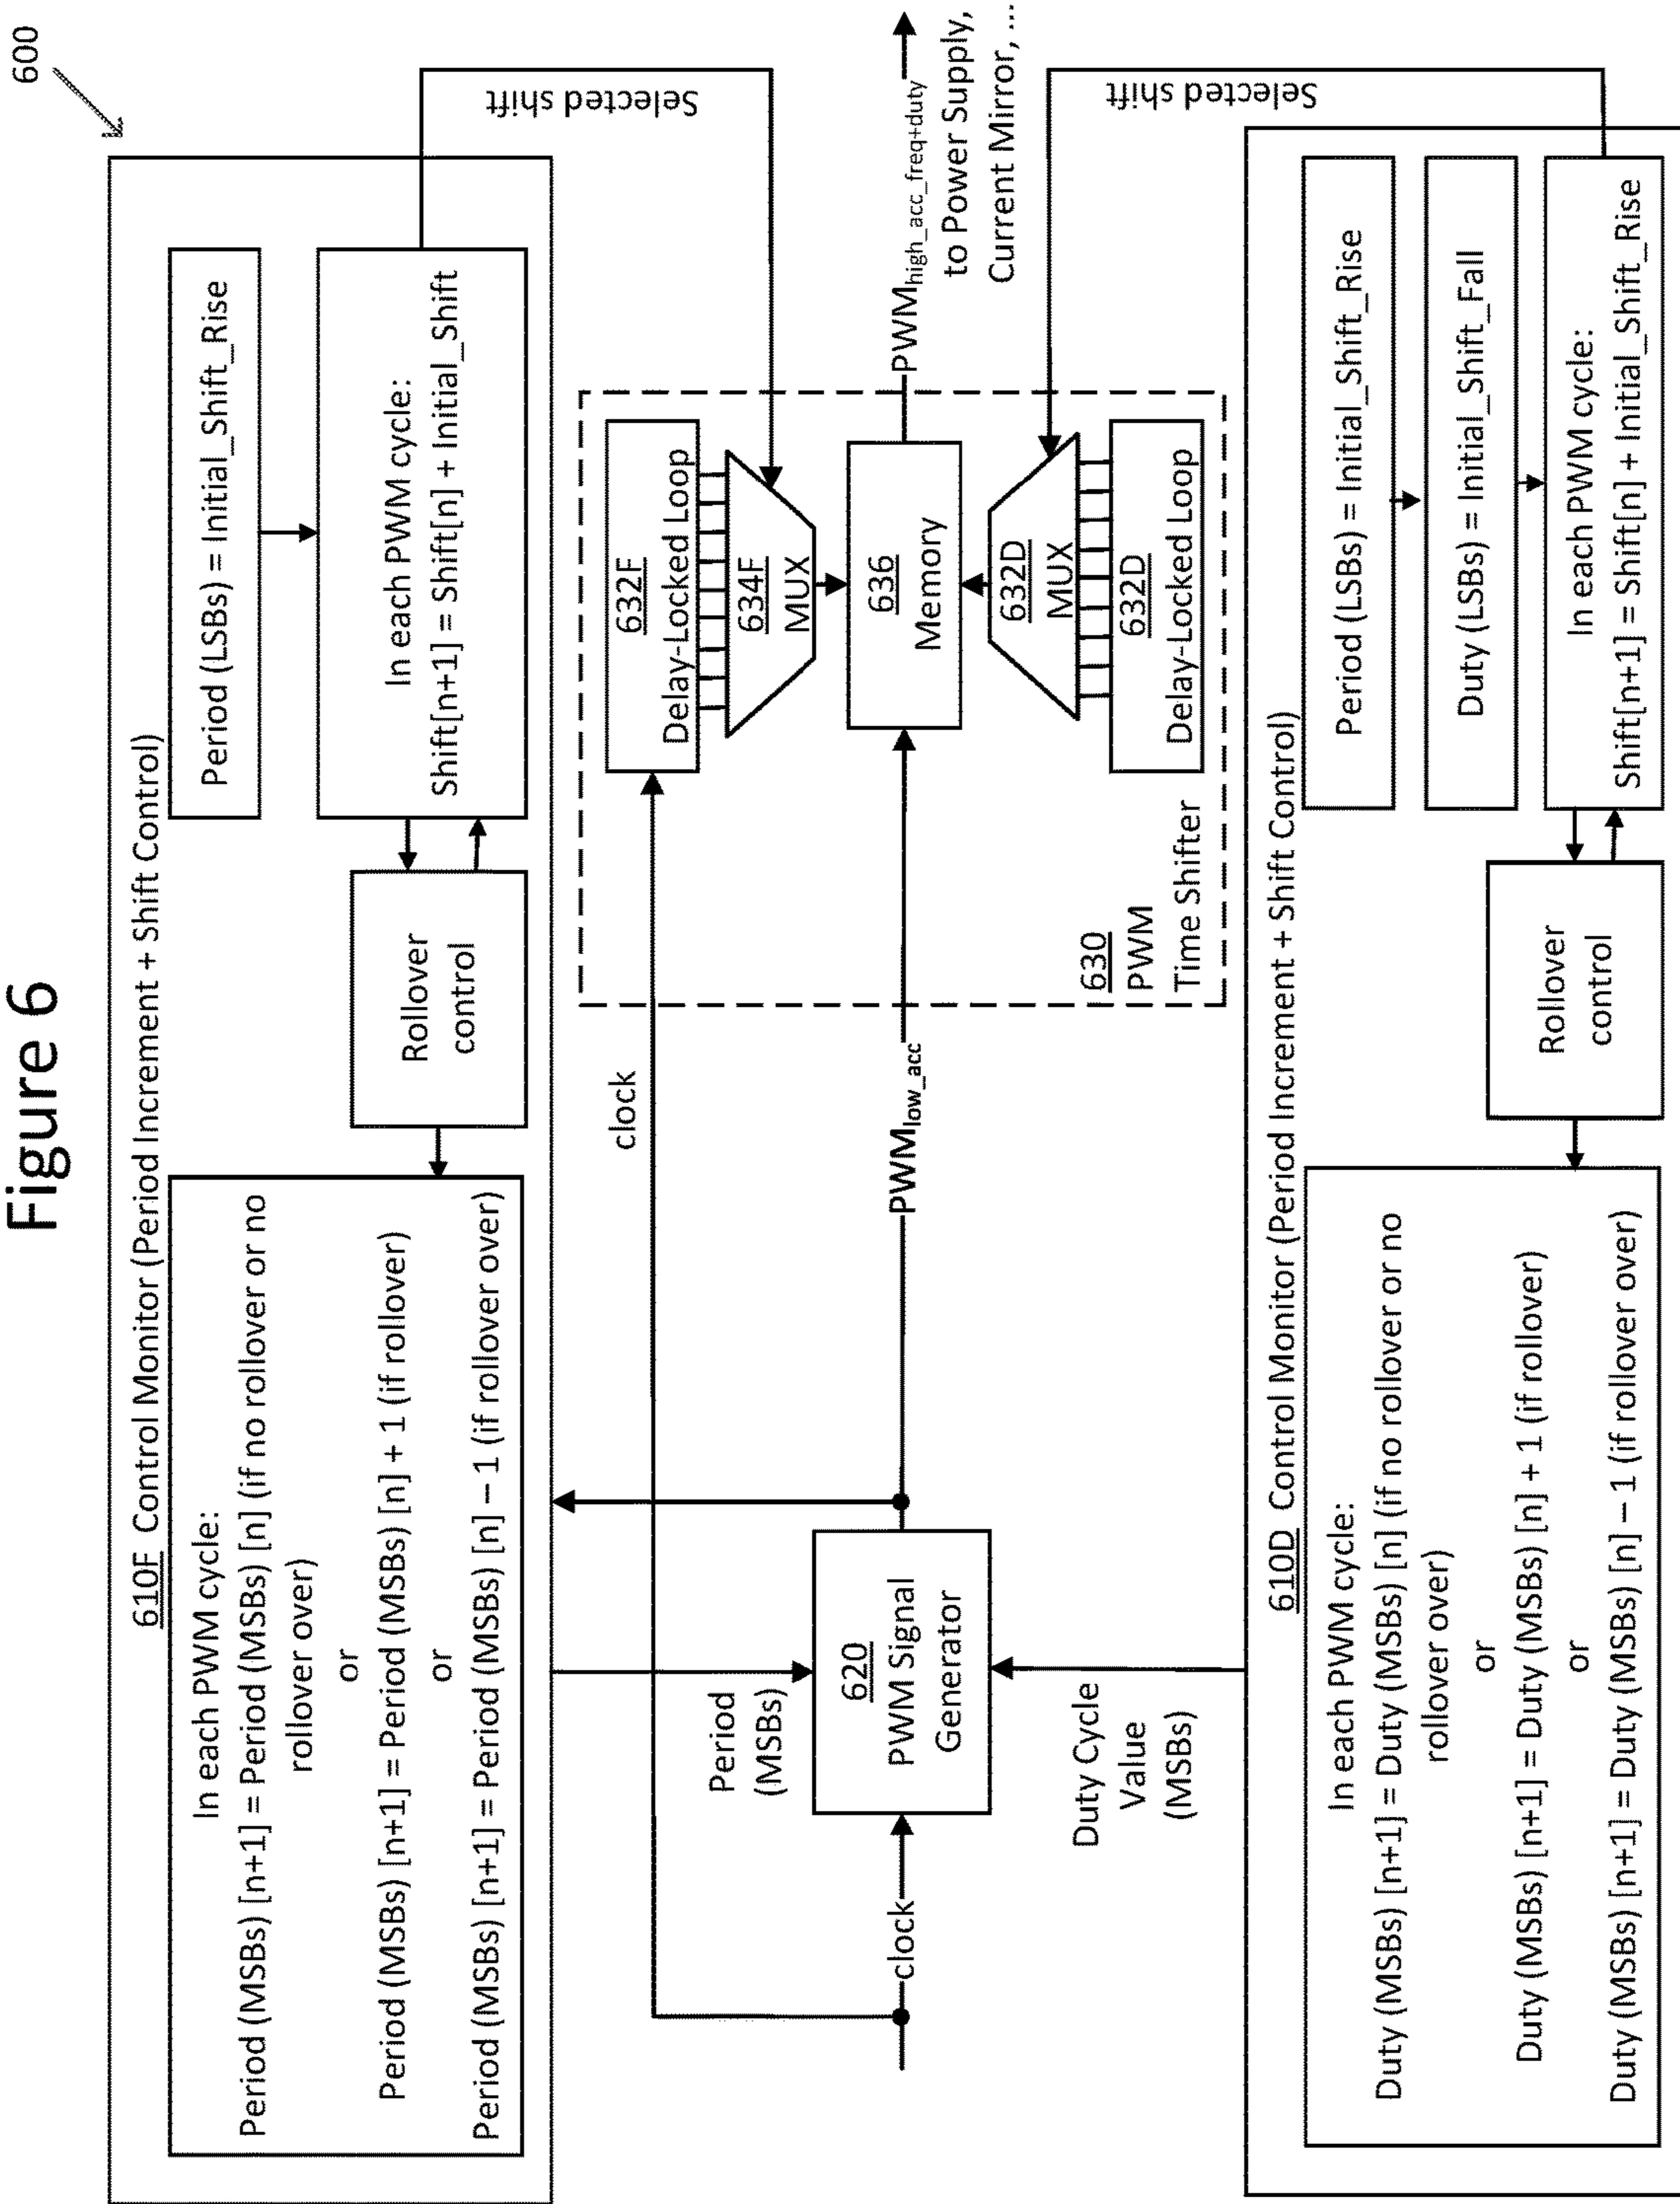 Figure 6
600
610F Control Monitor (Period Increment + Shift Control)
In each PWM cycle:
Period (MSBs) [n+1] = Period (MSBs) [n] (if no rollover or no
rollover over)
or
Period (MSBs) [n+1] = Period (MSBs) [n] + 1 (if rollover)
or
Period (MSBs) [n+1] = Period (MSBs) [n] – 1 (if rollover over)
Rollover
control
Period (LSBs) = Initial_Shift_Rise
In each PWM cycle:
Shift[n+1] = Shift[n] + Initial_Shift
Selected shift
clock
Period
(MSBs)
clock
620
PWM Signal
Generator
Duty Cycle
Value
(MSBs)
PWMlow_acc
632F
Delay-Locked Loop
634F
MUX
636
Memory
632D
MUX
632D
Delay-Locked Loop
630
PWM
Time Shifter
PWMhigh_acc_freq+duty
to Power Supply,
Current Mirror, ...
Selected shift
610D Control Monitor (Period Increment + Shift Control)
In each PWM cycle:
Duty (MSBs) [n+1] = Duty (MSBs) [n] (if no rollover or no
rollover over)
or
Duty (MSBs) [n+1] = Duty (MSBs) [n] + 1 (if rollover)
or
Duty (MSBs) [n+1] = Duty (MSBs) [n] – 1 (if rollover over)
Rollover
control
Period (LSBs) = Initial_Shift_Rise
Duty (LSBs) = Initial_Shift_Fall
In each PWM cycle:
Shift[n+1] = Shift[n] + Initial_Shift_Rise